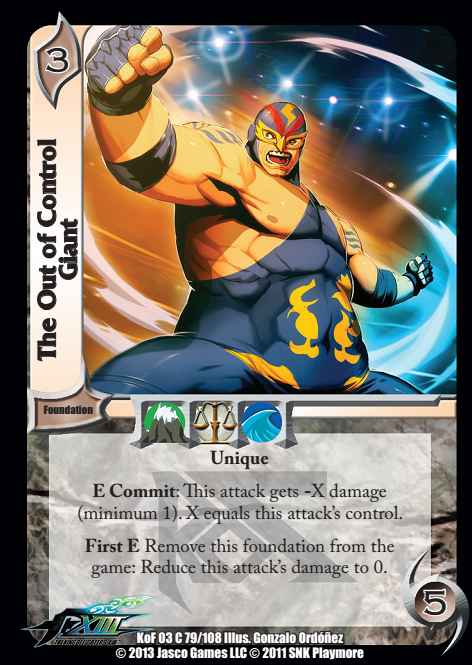 3
The Out of Control
Giant
Foundation
Unique
E Commit: This attack gets -X damage
(minimum 1). X equals this attack's control.
First E Remove this foundation from the
game: Reduce this attack's damage to 0.
5
XIII
KoF 03 C 79/108 Illus. Gonzalo Ordóñez
© 2013 Jasco Games LLC © 2011 SNK Playmore